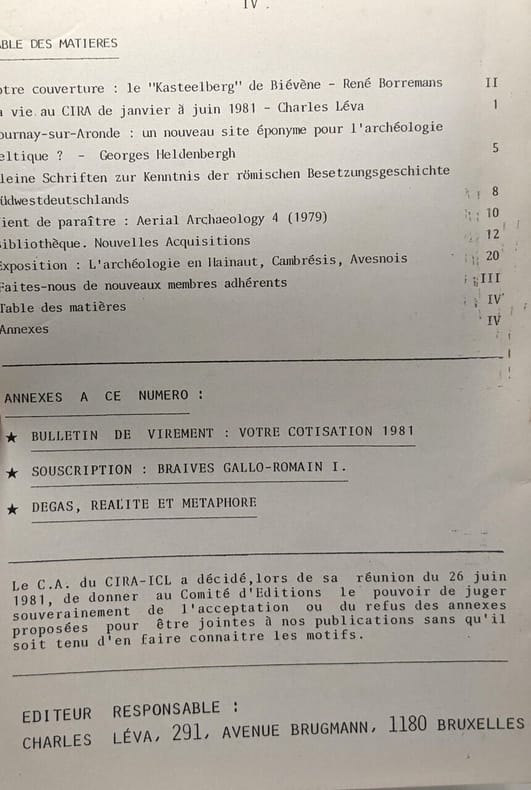 IV.
BLE DES MATIERES
otre couverture : le "Kasteelberg" de Biévène - René Borremans II
a vie au CIRA de janvier à juin 1981 - Charles Léva 1
ournay-sur-Aronde : un nouveau site éponyme pour l'archéologie
eltique ? - Georges Heldenbergh 5
leine Schriften zur Kenntnis der römischen Besetzungsgeschichte
üdwestdeutschlands 8
ient de paraître : Aerial Archaeology 4 (1979) 10
ibliothèque. Nouvelles Acquisitions 12
Exposition : L'archéologie en Hainaut, Cambrésis, Avesnois 20
Faites-nous de nouveaux membres adhérents III
Table des matières IV
Annexes IV
ANNEXES A CE NUMERO :
★ BULLETIN DE VIREMENT : VOTRE COTISATION 1981
★ SOUSCRIPTION : BRAIVES GALLO-ROMAIN I.
★ DEGAS, REALITE ET METAPHORE
Le C.A. du CIRA-ICL a décidé,lors de sa réunion du 26 juin
1981, de donner au Comité d'Editions le pouvoir de juger
souverainement de l'acceptation ou du refus des annexes
proposées pour être jointes à nos publications sans qu'il
soit tenu d'en faire connaitre les motifs.
EDITEUR RESPONSABLE :
CHARLES LÉVA, 291, AVENUE BRUGMANN, 1180 BRUXELLES